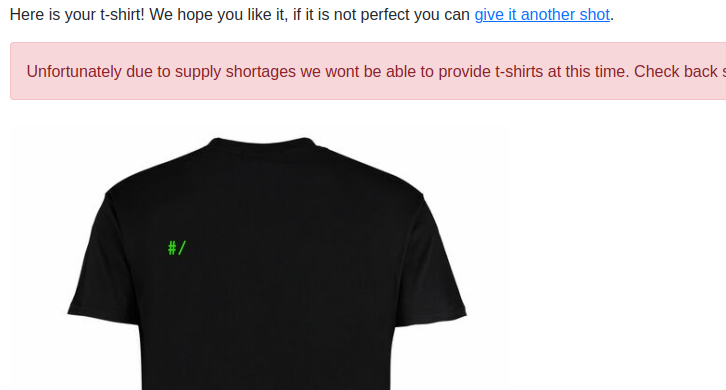 Here is your t-shirt! We hope you like it, if it is not perfect you can give it another shot.
Unfortunately due to supply shortages we wont be able to provide t-shirts at this time. Check back
#/